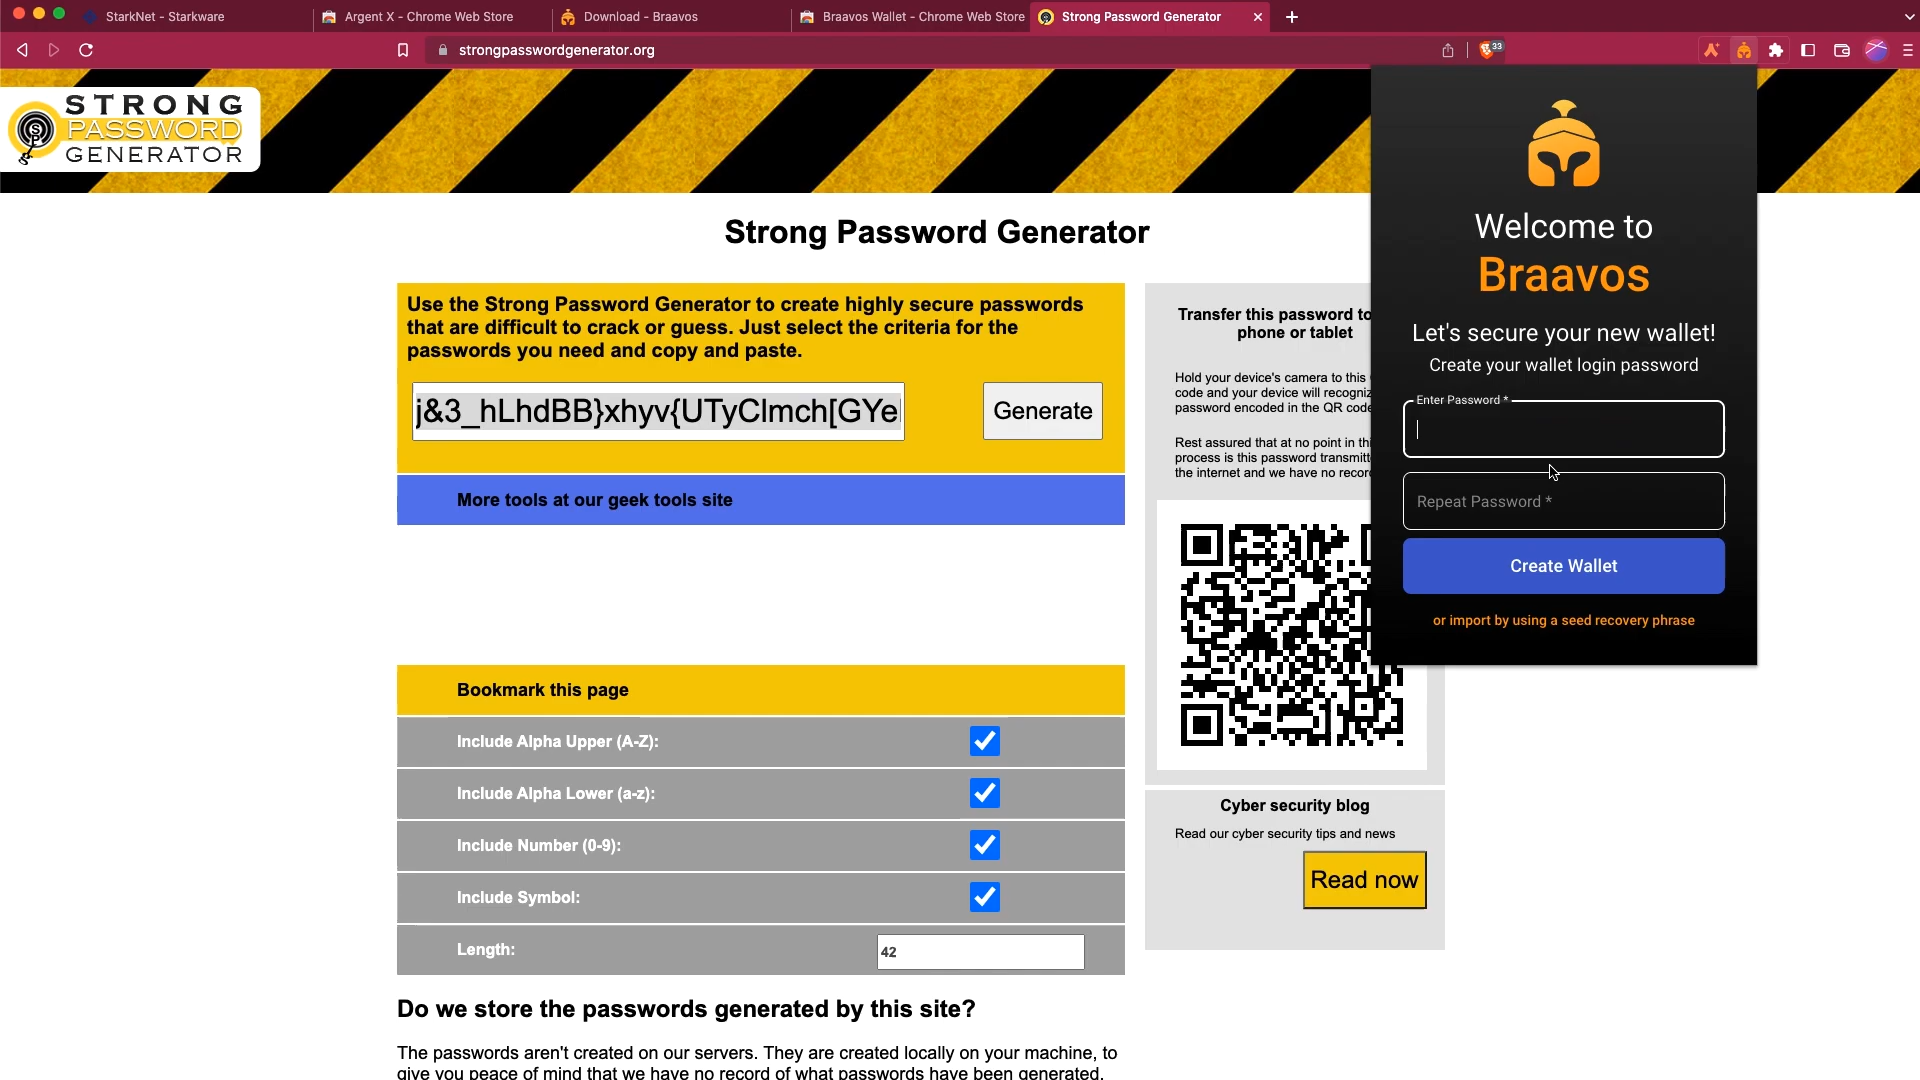 StarkNet - Starkware
Argent X - Chrome Web Store
Download - Braavos
Braavos Wallet - Chrome Web Store
Strong Password Generator
strongpasswordgenerator.org
33
STRONG
PASSWORD
GENERATOR
Strong Password Generator
Use the Strong Password Generator to create highly secure passwords
that are difficult to crack or guess. Just select the criteria for the
passwords you need and copy and paste.
j&3_hLhdBB}xhyv{UTyClmch[GYe
Generate
More tools at our geek tools site
Bookmark this page
Include Alpha Upper (A-Z):
Include Alpha Lower (a-z):
Include Number (0-9):
Include Symbol:
Length:
42
Do we store the passwords generated by this site?
The passwords aren't created on our servers. They are created locally on your machine, to
give you peace of mind that we have no record of what passwords have been generated.
Transfer this password to
phone or tablet
Hold your device's camera to this
code and your device will recogniz
password encoded in the QR code
Rest assured that at no point in thi
process is this password transmitt
the internet and we have no recor
Cyber security blog
Read our cyber security tips and news
Read now
Welcome to
Braavos
Let's secure your new wallet!
Create your wallet login password
Enter Password *
Repeat Password *
Create Wallet
or import by using a seed recovery phrase